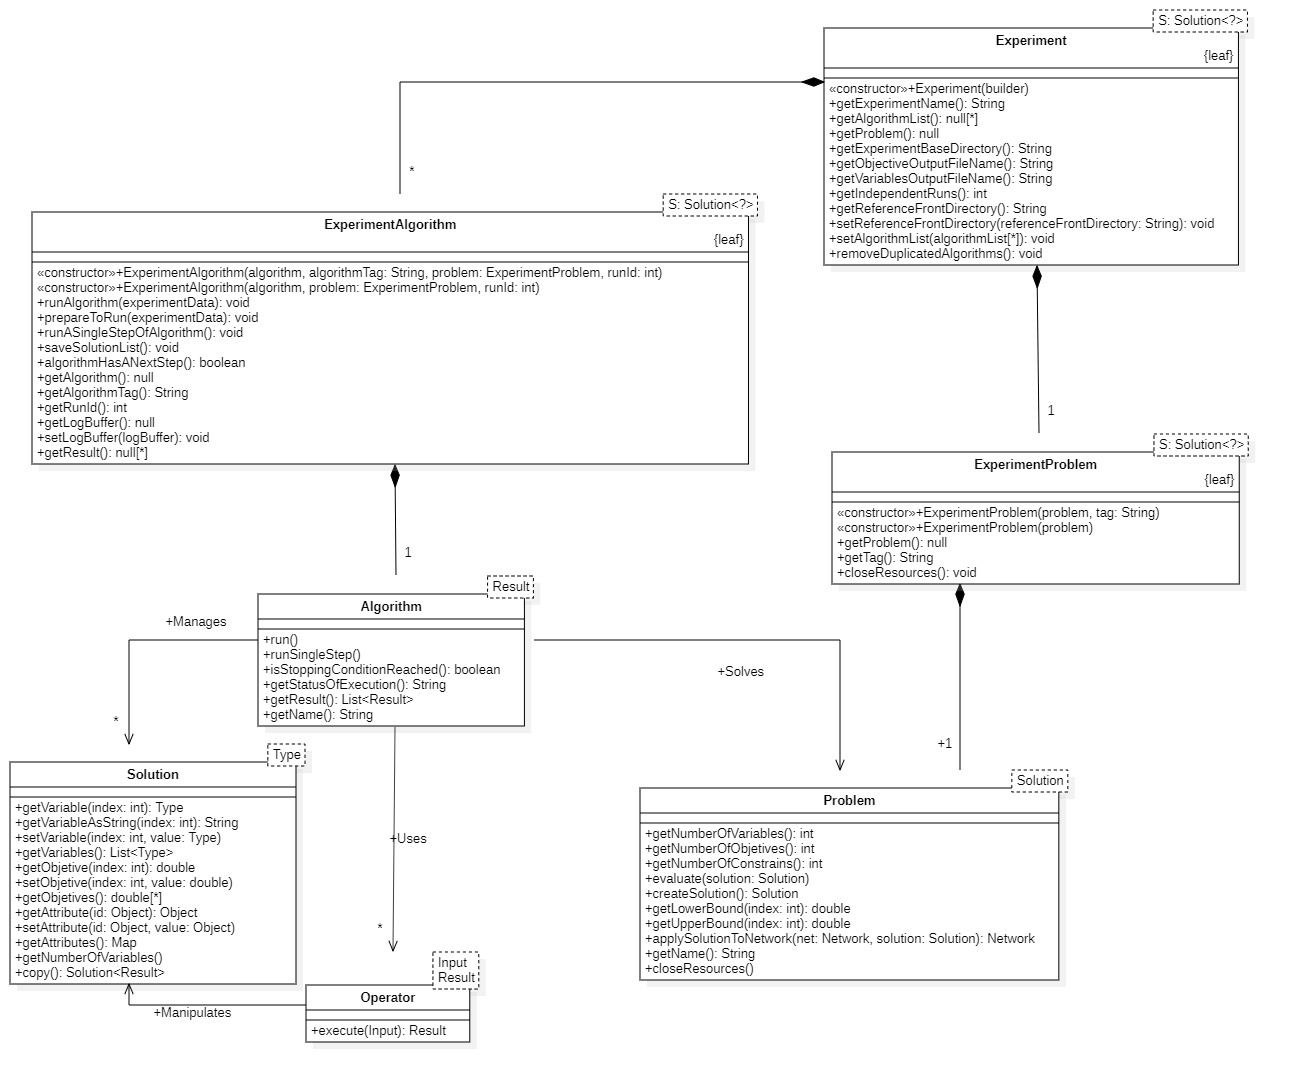 S: Solution<?>
Experiment
{leaf}
«constructor»+Experiment(builder)
+getExperimentName(): String
+getAlgorithmList(): null[*]
+getProblem(): null
+getExperimentBaseDirectory(): String
+getObjectiveOutputFileName(): String
+getVariablesOutputFileName(): String
+getIndependentRuns(): int
+getReferenceFrontDirectory(): String
+setReferenceFrontDirectory(referenceFrontDirectory: String): void
+setAlgorithmList(algorithmList[*]): void
+removeDuplicatedAlgorithms(): void
*
S: Solution<?>
ExperimentAlgorithm
{leaf}
«constructor»+ExperimentAlgorithm(algorithm, algorithmTag: String, problem: ExperimentProblem, runId: int)
«constructor»+ExperimentAlgorithm(algorithm, problem: ExperimentProblem, runId: int)
+runAlgorithm(experimentData): void
+prepareToRun(experimentData): void
+runASingleStepOfAlgorithm(): void
+saveSolutionList(): void
+algorithmHasANextStep(): boolean
+getAlgorithm(): null
+getAlgorithmTag(): String
+getRunId(): int
+getLogBuffer(): null
+setLogBuffer(logBuffer): void
+getResult(): null[*]
1
S: Solution<?>
ExperimentProblem
{leaf}
«constructor»+ExperimentProblem(problem, tag: String)
«constructor»+ExperimentProblem(problem)
+getProblem(): null
+getTag(): String
+closeResources(): void
1
Result
Algorithm
+run()
+runSingleStep()
+isStoppingConditionReached(): boolean
+getStatusOfExecution(): String
+getResult(): List<Result>
+getName(): String
+Manages
*
+Solves
+1
+Uses
*
Type
Solution
+getVariable(index: int): Type
+getVariableAsString(index: int): String
+setVariable(index: int, value: Type)
+getVariables(): List<Type>
+getObjetive(index: int): double
+setObjetive(index: int, value: double)
+getObjetives(): double[*]
+getAttribute(id: Object): Object
+setAttribute(id: Object, value: Object)
+getAttributes(): Map
+getNumberOfVariables()
+copy(): Solution<Result>
Solution
Problem
+getNumberOfVariables(): int
+getNumberOfObjetives(): int
+getNumberOfConstrains(): int
+evaluate(solution: Solution)
+createSolution(): Solution
+getLowerBound(index: int): double
+getUpperBound(index: int): double
+applySolutionToNetwork(net: Network, solution: Solution): Network
+getName(): String
+closeResources()
Input
Result
Operator
+execute(Input): Result
+Manipulates